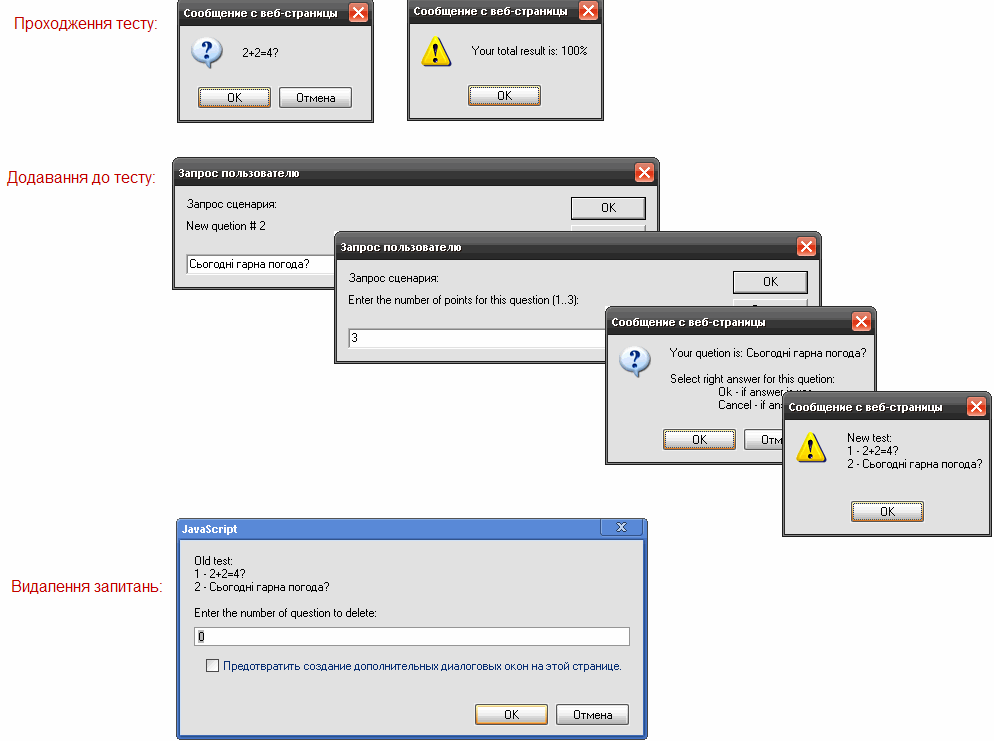 Проходження тесту:
Сообщение с веб-страницы
2+2=4?
OK
Отмена
Сообщение с веб-страницы
Your total result is: 100%
OK
Додавання до тесту:
Запрос пользователю
Запрос сценария:
New quetion # 2
OK
Сьогодні гарна погода?
Запрос пользователю
Запрос сценария:
Enter the number of points for this question (1..3):
OK
3
Сообщение с веб-страницы
Your quetion is: Сьогодні гарна погода?
Select right answer for this quetion:
Ok - if answer is
Cancel - if
OK
Сообщение с веб-страницы
New test:
1 - 2+2=4?
2 - Сьогодні гарна погода?
OK
Видалення запитань:
JavaScript
Old test:
1 - 2+2=4?
2 - Сьогодні гарна погода?
Enter the number of question to delete:
0
Предотвратить создание дополнительных диалоговых окон на этой странице.
OK
Отмена